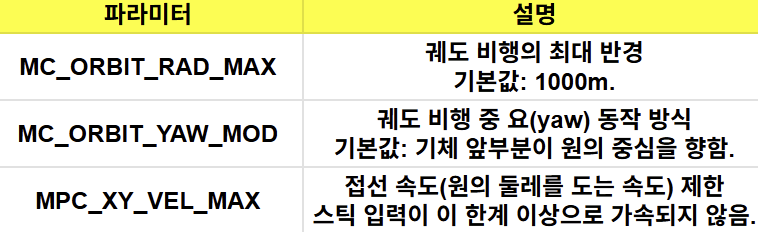 파라미터 설명
MC_ORBIT_RAD_MAX
궤도 비행의 최대 반경
기본값: 1000m.
MC_ORBIT_YAW_MOD
궤도 비행 중 요(yaw) 동작 방식
기본값: 기체 앞부분이 원의 중심을 향함.
MPC_XY_VEL_MAX
접선 속도(원의 둘레를 도는 속도) 제한
스틱 입력이 이 한계 이상으로 가속되지 않음.